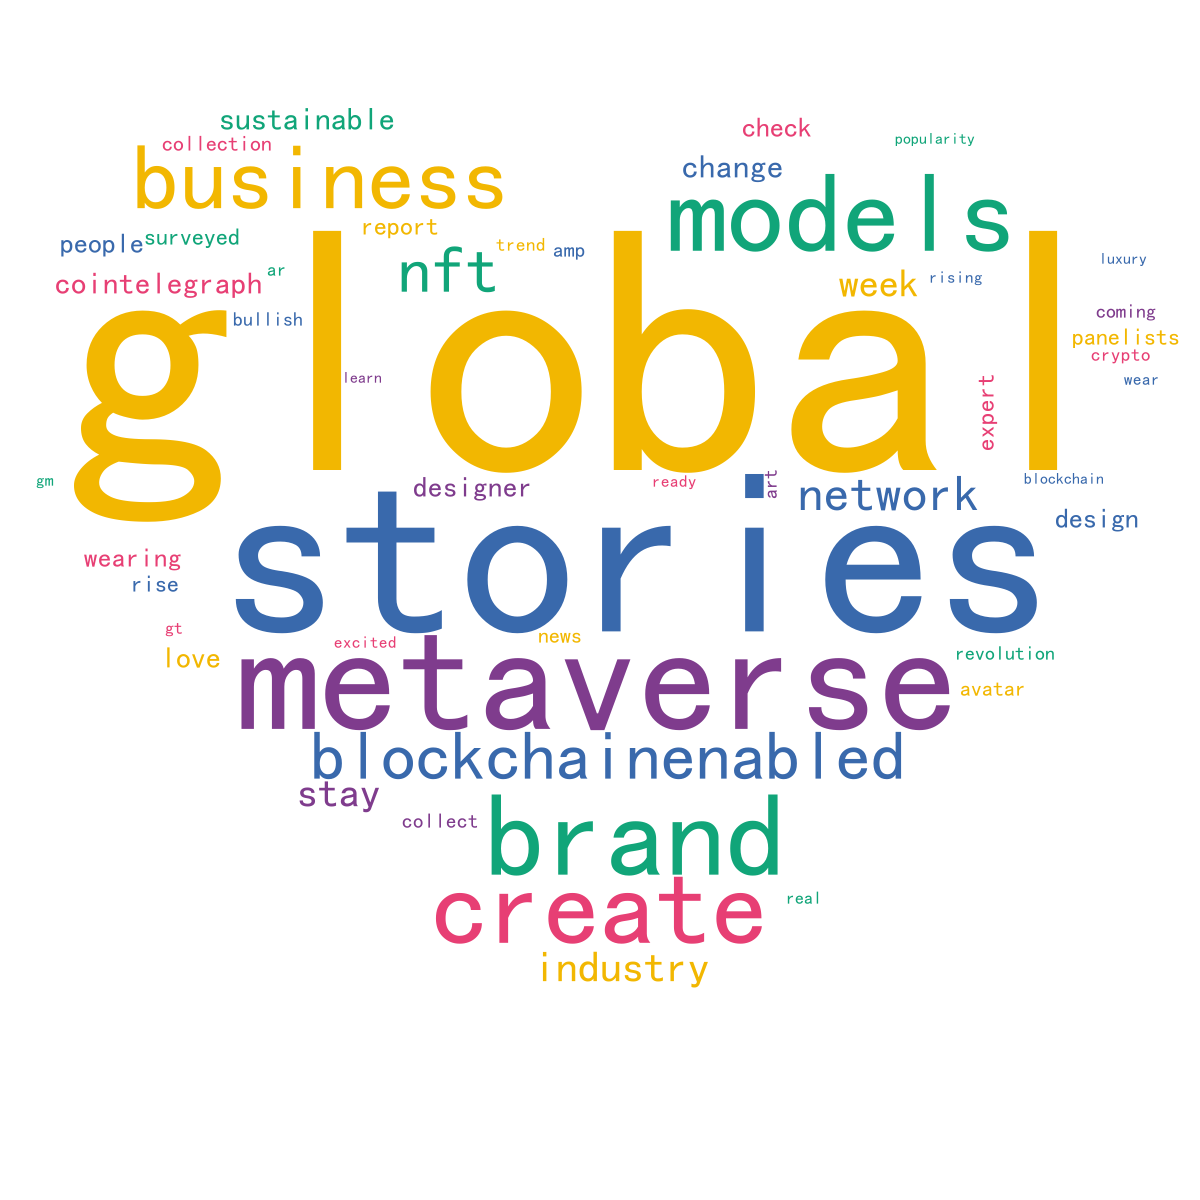 sustainable
check
popularity
collection
change
business
models
report
people
surveyed
trend
amp
nft
luxury
cointelegraph
ar
week
rising
bullish
coming
global
panelists
crypto
learn
wear
expert
gm
designer
ready
art
network
blockchain
design
stories
wearing
rise
gt
excited
news
love
revolution
metaverse
avatar
blockchainenabled
stay
collect
brand
create
real
industry